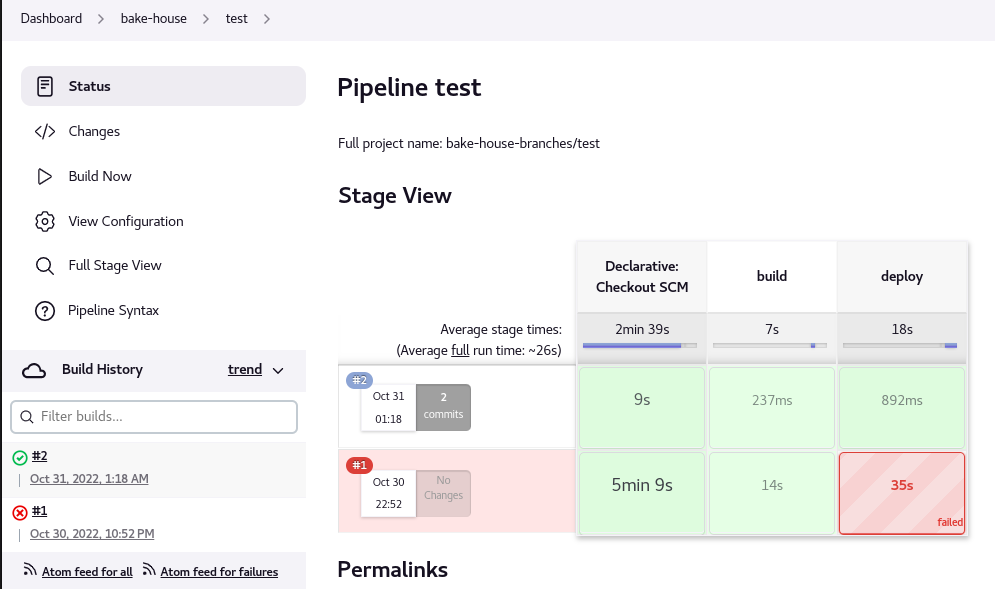 Dashboard > bake-house > test >
Status
Changes
Build Now
View Configuration
Full Stage View
Pipeline Syntax
Build History trend
Filter builds...
#2
Oct 31, 2022, 1:18 AM
#1
Oct 30, 2022, 10:52 PM
Atom feed for all Atom feed for failures
Pipeline test
Full project name: bake-house-branches/test
Stage View
Declarative:
Checkout SCM
build
deploy
Average stage times:
(Average full run time: ~26s)
2min 39s 7s 18s
#2
Oct 31
01:18
2
commits
9s 237ms 892ms
#1
Oct 30
22:52
No
Changes
5min 9s 14s 35s
failed
Permalinks